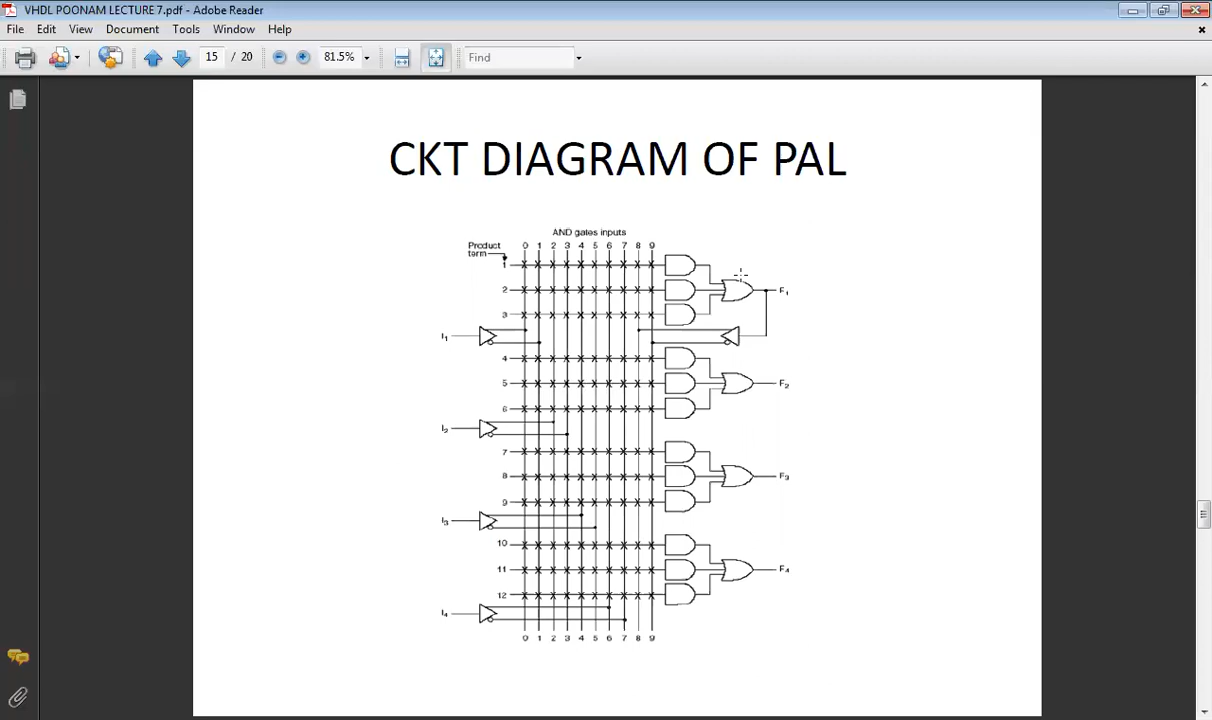 VHDL POONAM LECTURE 7.pdf - Adobe Reader
File Edit View Document Tools Window Help
15 / 20 81.5% Find
CKT DIAGRAM OF PAL
AND gates inputs
Product 0 1 2 3 4 5 6 7 8 9
term
1
2 F1
3
I1
4
5 F2
6
I2
7
8 F3
9
I3
10
11 F4
12
I4
0 1 2 3 4 5 6 7 8 9